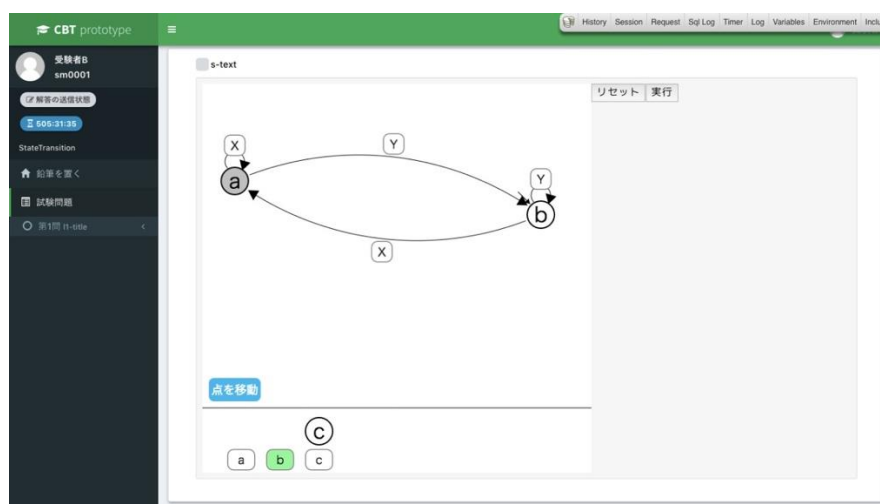 CBT prototype
History Session Request Sql Log Timer Log Variables Environment Inclu
受験者B
sm0001
解答の送信状態
505:31:35
StateTransition
鉛筆を置く
試験問題
第1問 l1-title
s-text
リセット 実行
X
Y
a
Y
b
X
点を移動
c
a b c